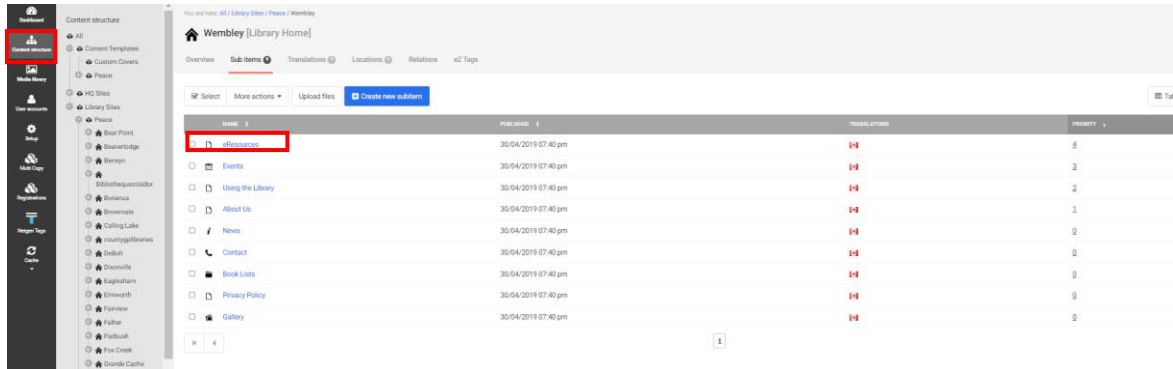 Dashboard
Content structure
Media library
User accounts
Setup
Multi Copy
Registrations
Netgen Tags
Cache
Content structure
All
Content Templates
Custom Covers
Peace
HQ Sites
Library Sites
Peace
Bear Point
Beaverlodge
Berwyn
Bonanza
Brownvale
Calling Lake
countygplibraries
DeBolt
Dixonville
Eaglesham
Elmworth
Fairview
Falher
Flatbush
Fox Creek
Grande Cache
You are here: All / Library Sites / Peace / Wembley
Wembley [Library Home]
Overview Sub items Translations Locations Relations eZ Tags
Select More actions Upload files Create new subitem
NAME PUBLISHED TRANSLATIONS PRIORITY
eResources 30/04/2019 07:40 pm 4
Events 30/04/2019 07:40 pm 3
Using the Library 30/04/2019 07:40 pm 2
About Us 30/04/2019 07:40 pm 1
News 30/04/2019 07:40 pm 0
Contact 30/04/2019 07:40 pm 0
Book Lists 30/04/2019 07:40 pm 0
Privacy Policy 30/04/2019 07:40 pm 0
Gallery 30/04/2019 07:40 pm 0
1